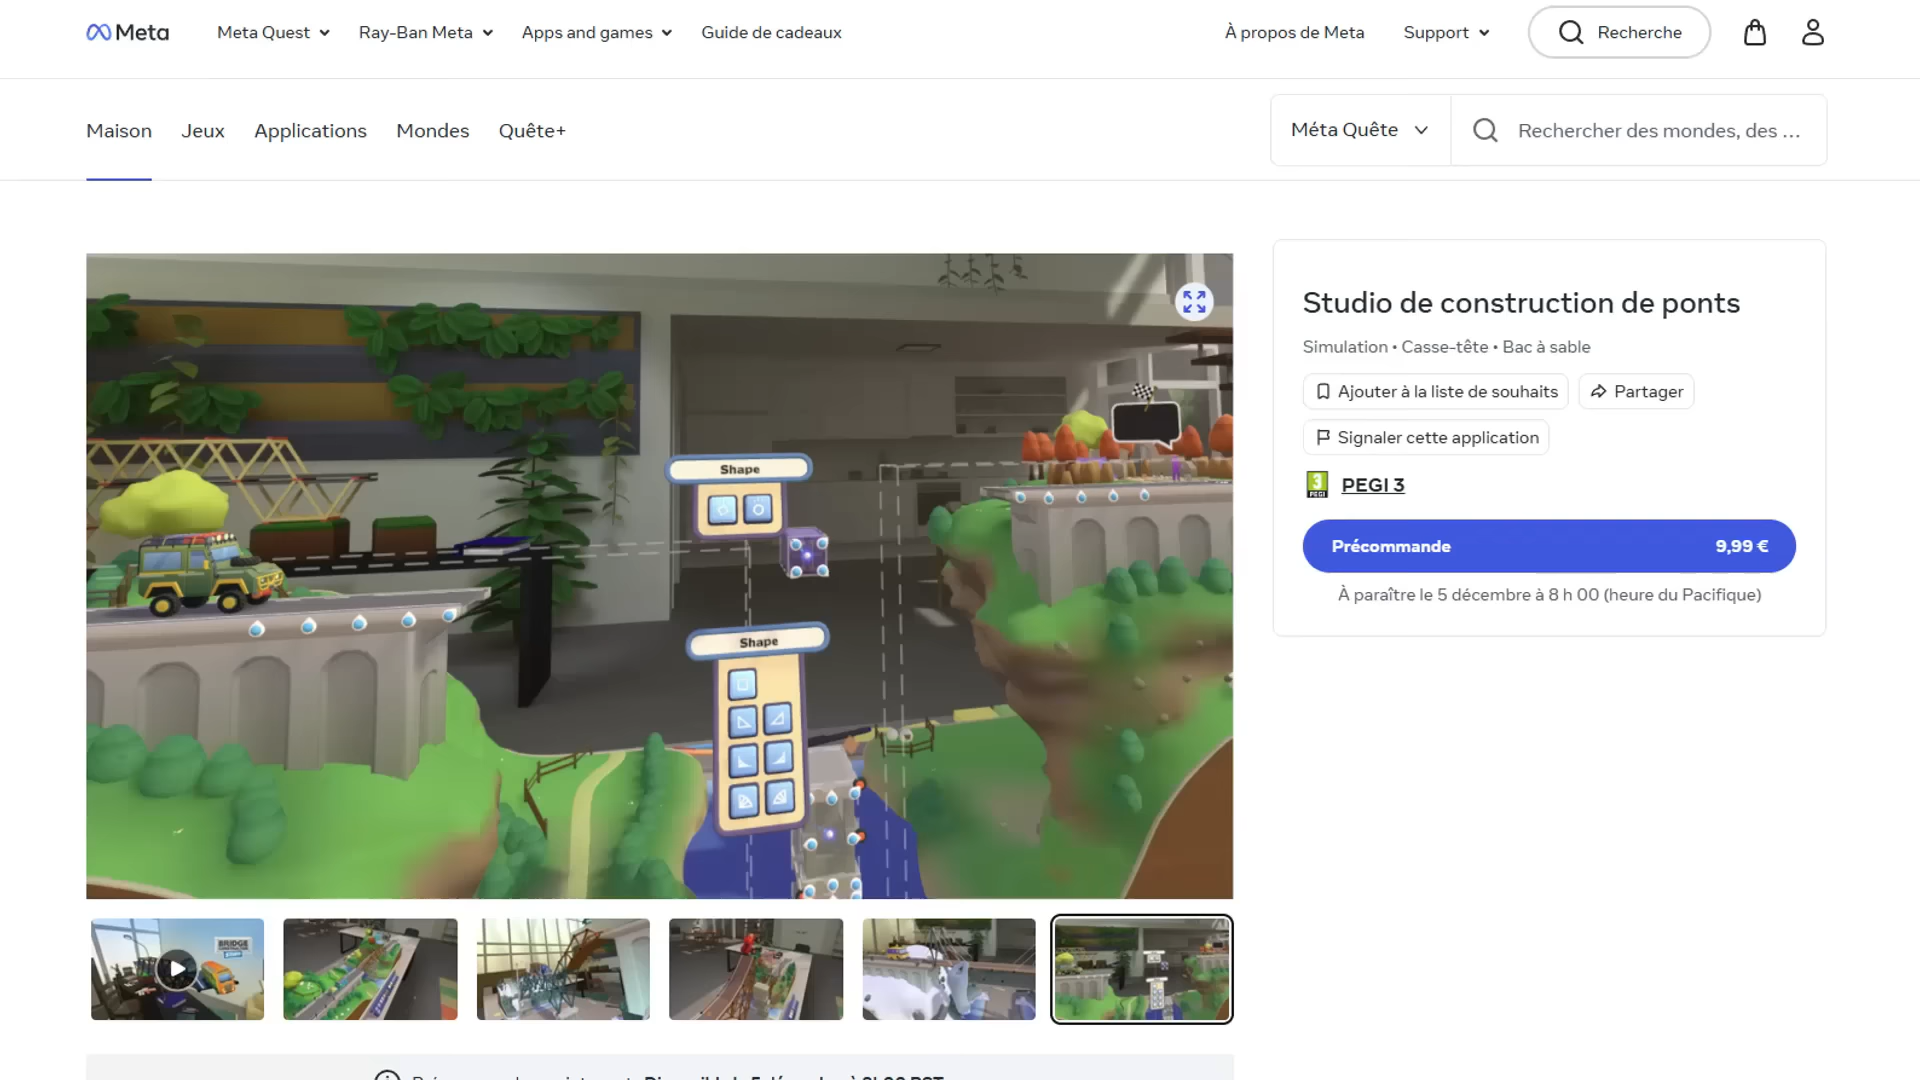 Meta
Meta Quest
Ray-Ban Meta
Apps and games
Guide de cadeaux
À propos de Meta
Support
Recherche
Maison
Jeux
Applications
Mondes
Quête+
Méta Quête
Rechercher des mondes, des ...
Studio de construction de ponts
Simulation • Casse-tête • Bac à sable
Ajouter à la liste de souhaits
Partager
Signaler cette application
3
PEGI
PEGI 3
Précommande 9,99 €
À paraître le 5 décembre à 8 h 00 (heure du Pacifique)
Shape
Shape
BRIDGE